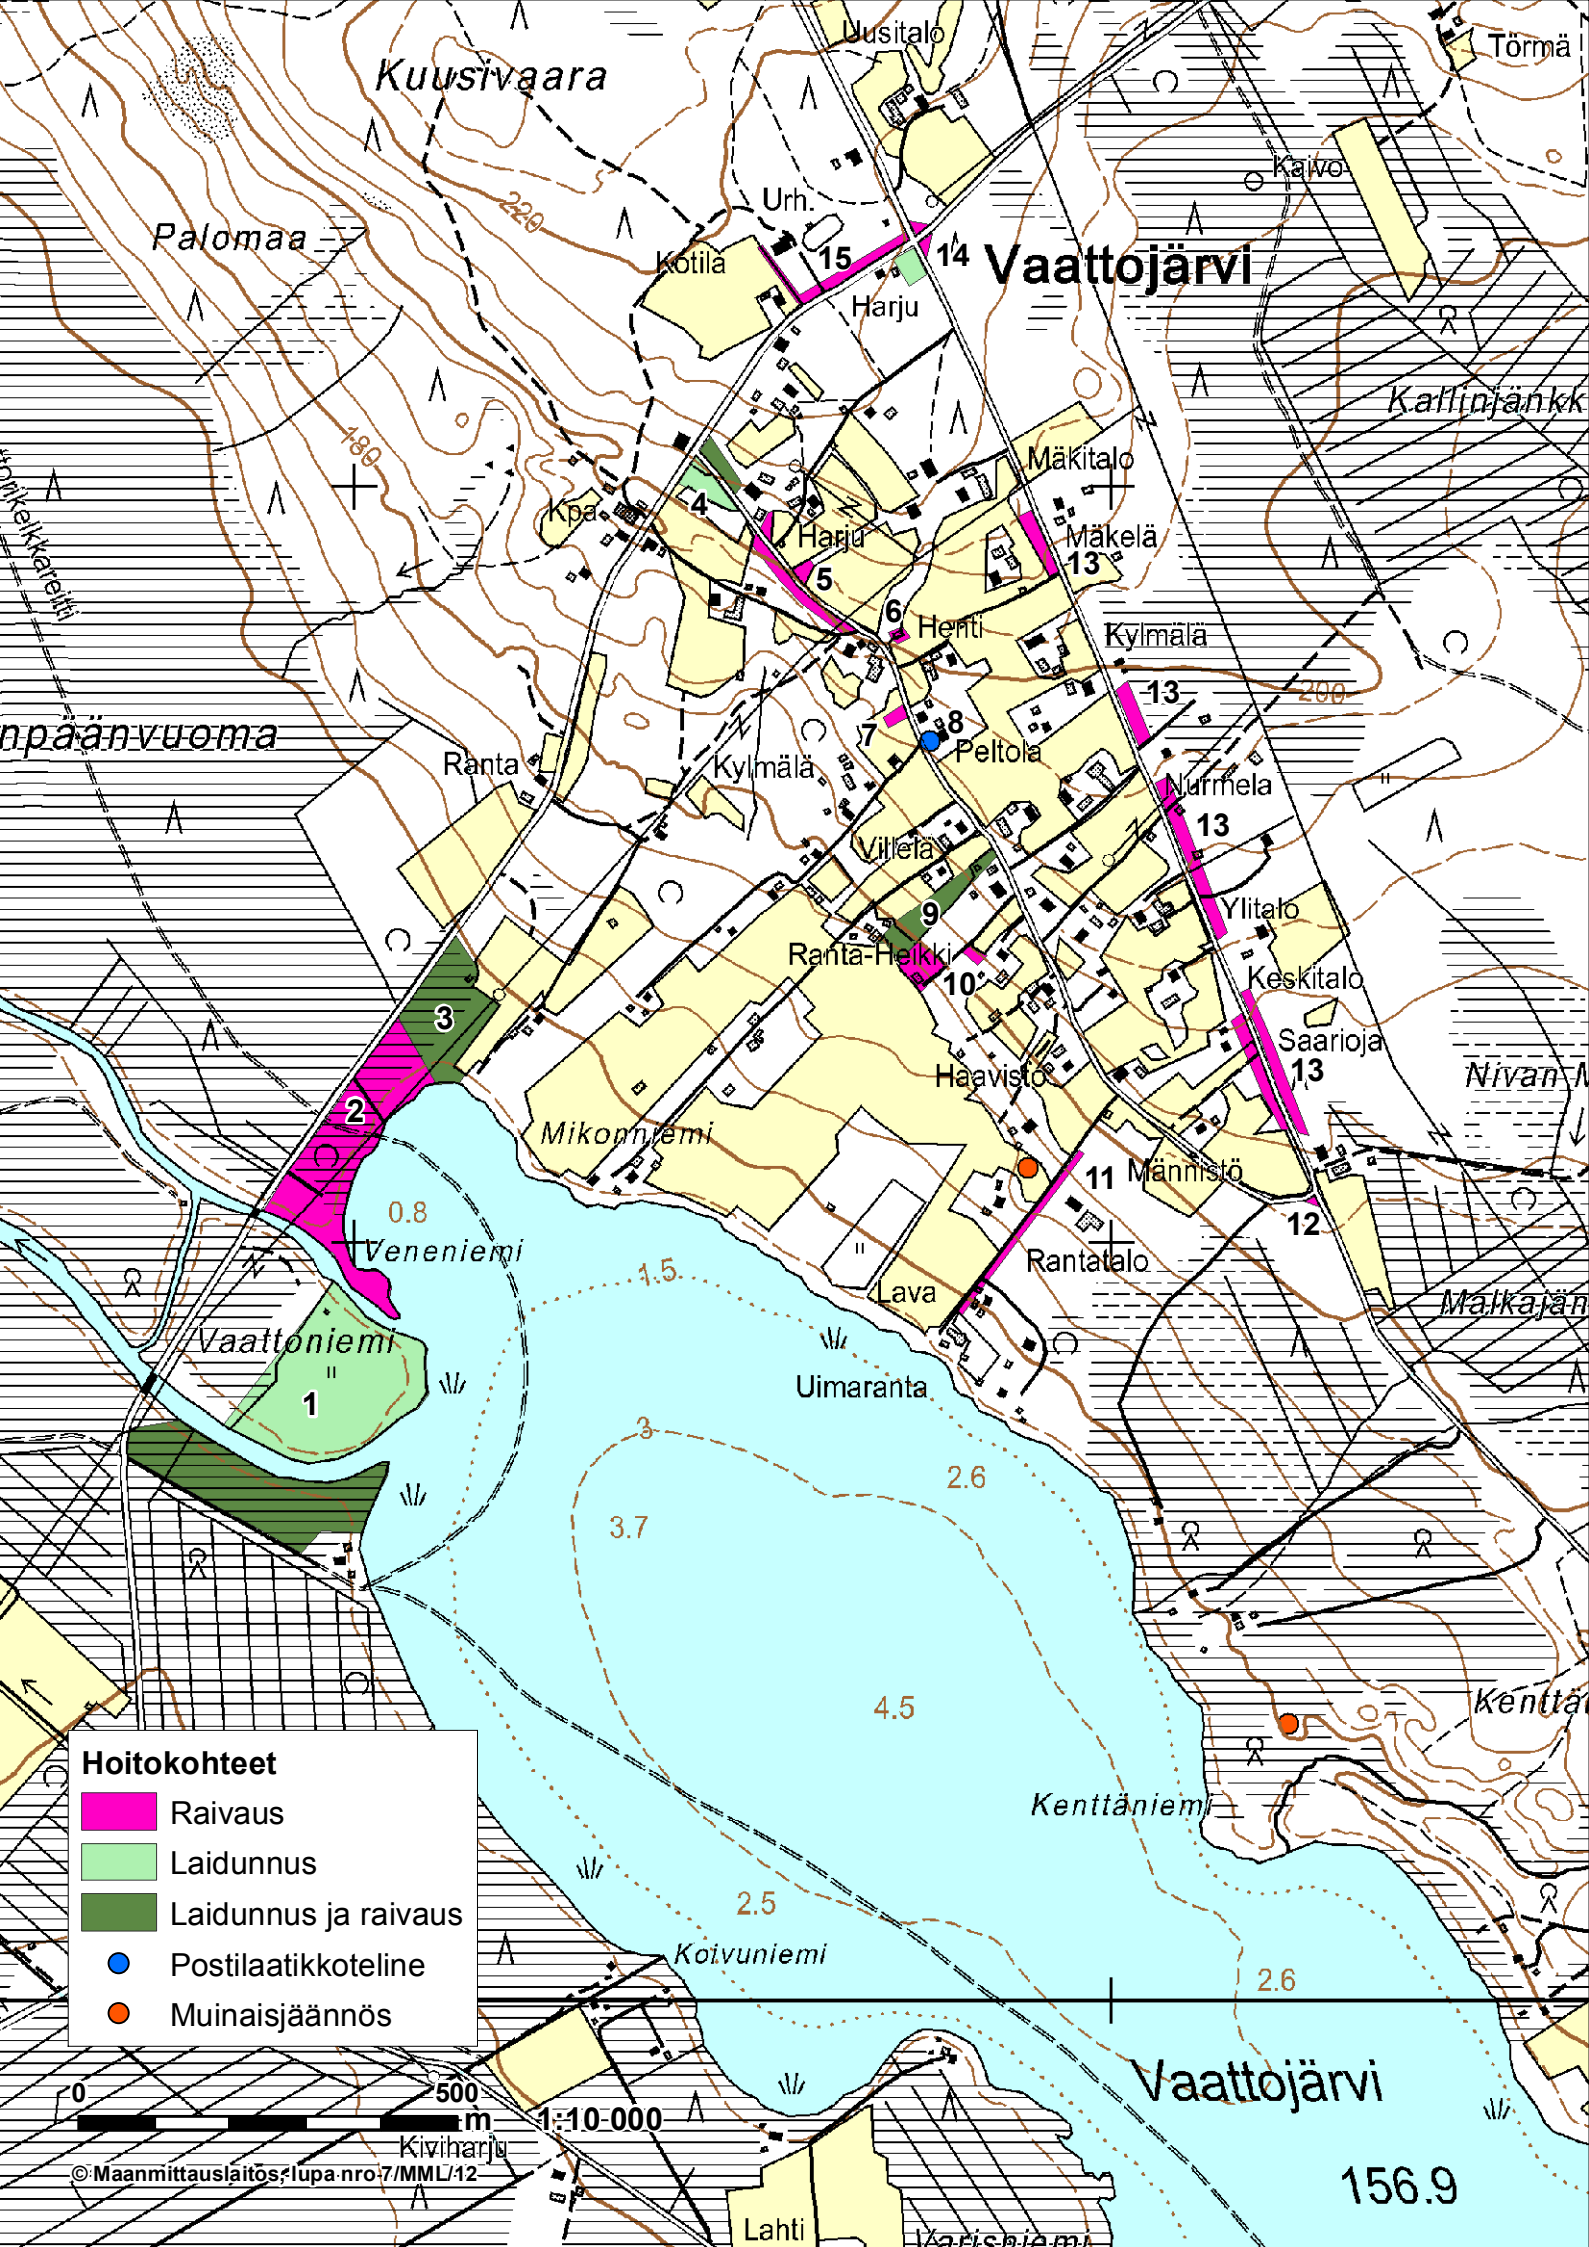 Uusitalo
Törmä
Kuusivaara
Kaivo
220
Urh.
Palomaa
15
14
Vaattojärvi
Kotila
Harju
Kallinjänkk
180
Mäkitalo
4
Kpa
Harju
Mäkelä
13
5
6
Henti
Kylmälä
13
200
npäänvuoma
7
8
Peltola
Ranta
Kylmälä
Nurmela
13
Villelä
9
Ylitalo
Ranta-Heikki
10
Keskitalo
3
Saarioja
13
Haavisto
Nivan M
2
Mikonniemi
11
Männistö
0.8
12
Veneniemi
Rantatalo
1.5
Lava
Malkajän
Vaattoniemi
Uimaranta
1
3
2.6
3.7
4.5
Kenttä
Hoitokohteet
Raivaus
Kenttäniemi
Laidunnus
Laidunnus ja raivaus
2.5
Postilaatikkoteline
Koivuniemi
2.6
Muinaisjäännös
Vaattojärvi
0 500
m 1:10 000
Kiviharju
© Maanmittauslaitos, lupa nro 7/MML/12
156.9
Lahti
Varisniemi